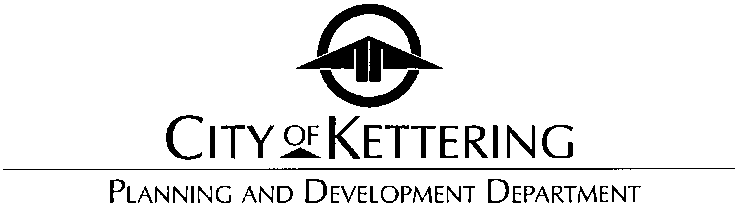 CITY OF KETTERING
PLANNING AND DEVELOPMENT DEPARTMENT